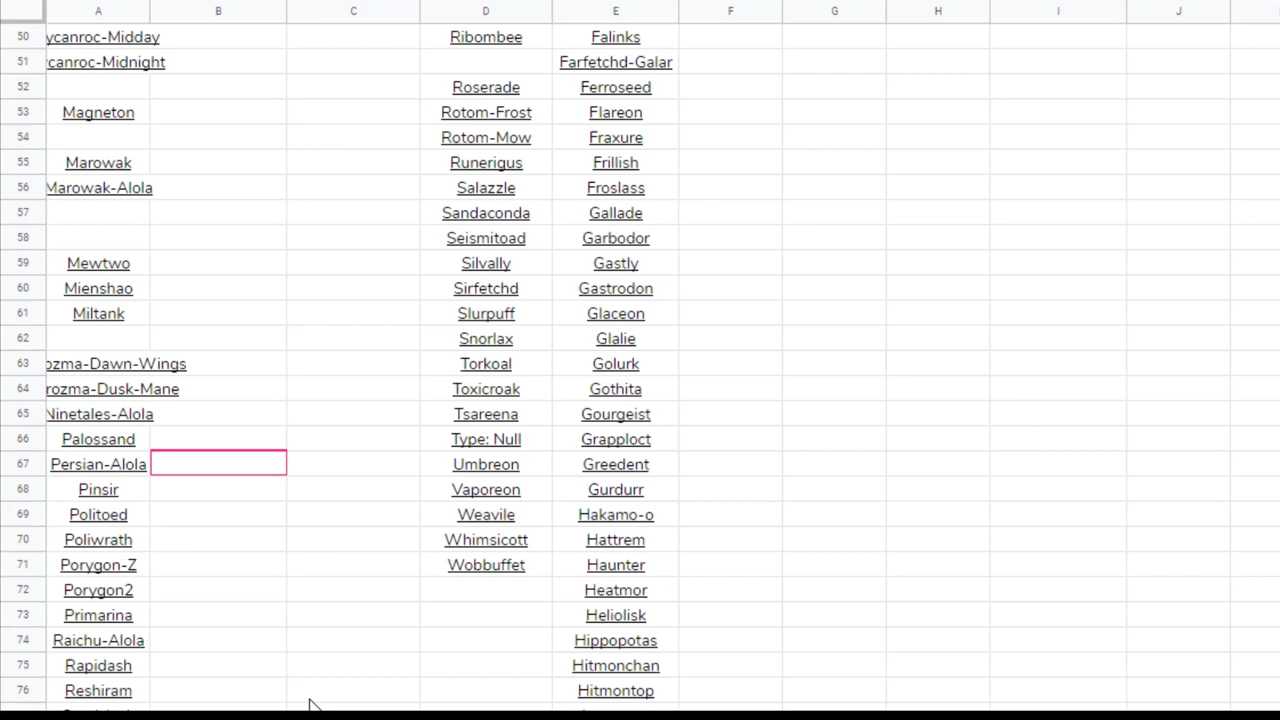 A B C D E F G H I J
50 ycanroc-Midday Ribombee Falinks
51 canroc-Midnight Farfetchd-Galar
52 Roserade Ferroseed
53 Magneton Rotom-Frost Flareon
54 Rotom-Mow Fraxure
55 Marowak Runerigus Frillish
56 Marowak-Alola Salazzle Froslass
57 Sandaconda Gallade
58 Seismitoad Garbodor
59 Mewtwo Silvally Gastly
60 Mienshao Sirfetchd Gastrodon
61 Miltank Slurpuff Glaceon
62 Snorlax Glalie
63 ozma-Dawn-Wings Torkoal Golurk
64 rozma-Dusk-Mane Toxicroak Gothita
65 Ninetales-Alola Tsareena Gourgeist
66 Palossand Type: Null Grapploct
67 Persian-Alola Umbreon Greedent
68 Pinsir Vaporeon Gurdurr
69 Politoed Weavile Hakamo-o
70 Poliwrath Whimsicott Hattrem
71 Porygon-Z Wobbuffet Haunter
72 Porygon2 Heatmor
73 Primarina Heliolisk
74 Raichu-Alola Hippopotas
75 Rapidash Hitmonchan
76 Reshiram Hitmontop